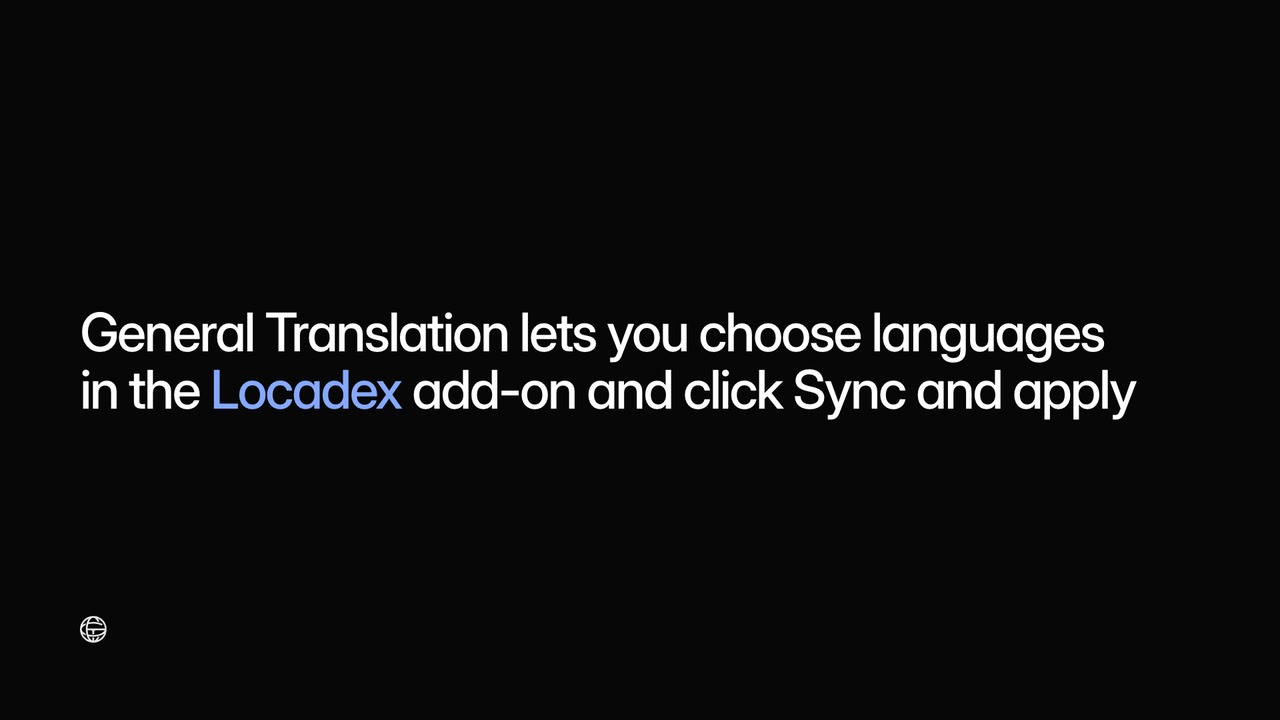 General Translation lets you choose languages
in the Locadex add-on and click Sync and apply